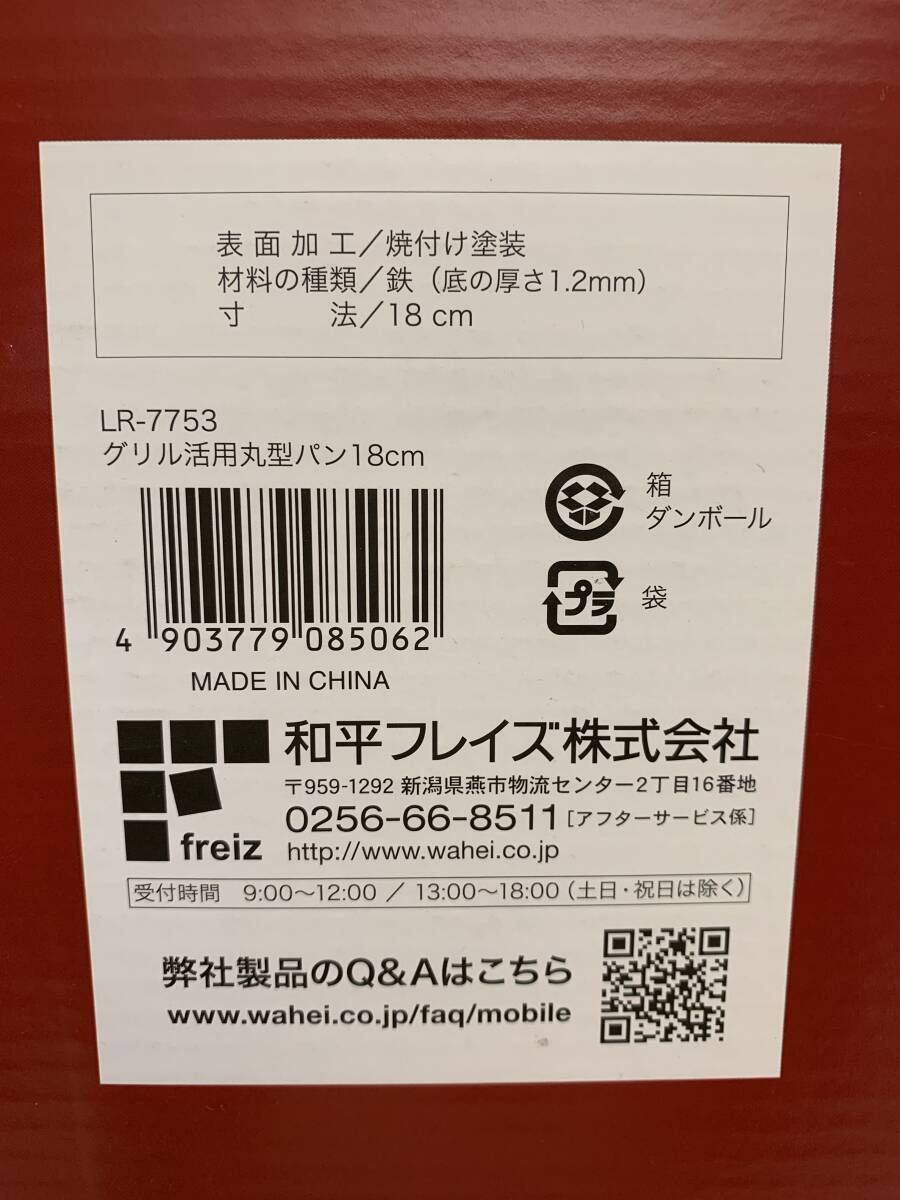 表面加工／焼付け塗装
材料の種類／鉄（底の厚さ1.2mm）
寸　　　法／18 cm
LR-7753
グリル活用丸型パン18cm
4 903779 085062
MADE IN CHINA
箱
ダンボール
プラ
袋
和平フレイズ株式会社
〒959-1292 新潟県燕市物流センター2丁目16番地
0256-66-8511［アフターサービス係］
freiz
http://www.wahei.co.jp
受付時間　9:00〜12:00 ／ 13:00〜18:00（土日・祝日は除く）
弊社製品のQ&Aはこちら
www.wahei.co.jp/faq/mobile